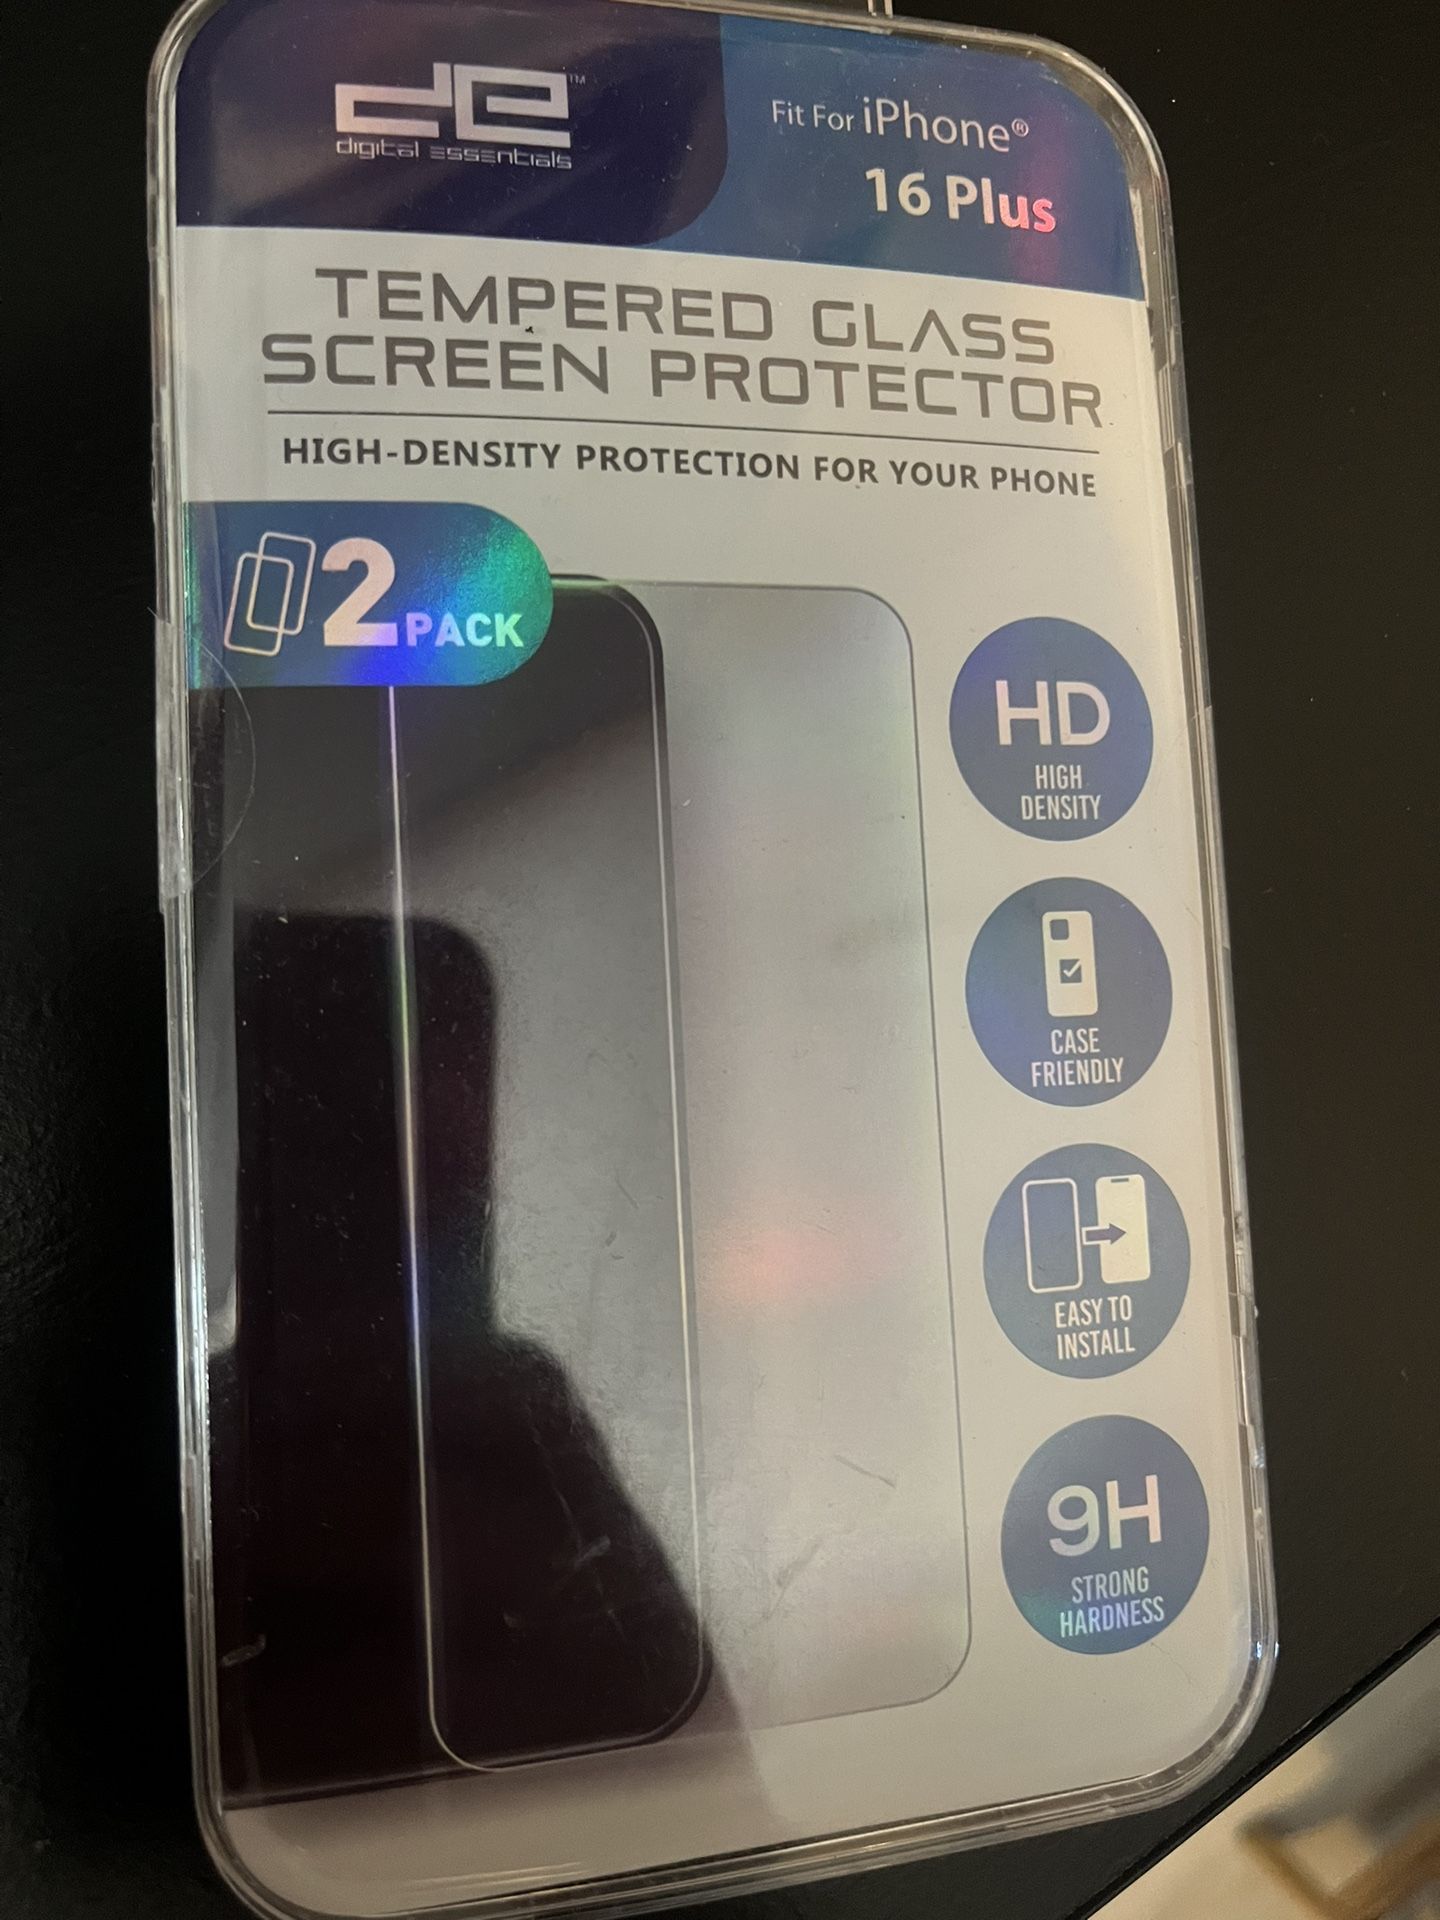 de™
digital essentials
Fit For iPhone®
16 Plus
TEMPERED GLASS
SCREEN PROTECTOR
HIGH-DENSITY PROTECTION FOR YOUR PHONE
2 PACK
HD
HIGH
DENSITY
CASE
FRIENDLY
EASY TO
INSTALL
9H
STRONG
HARDNESS